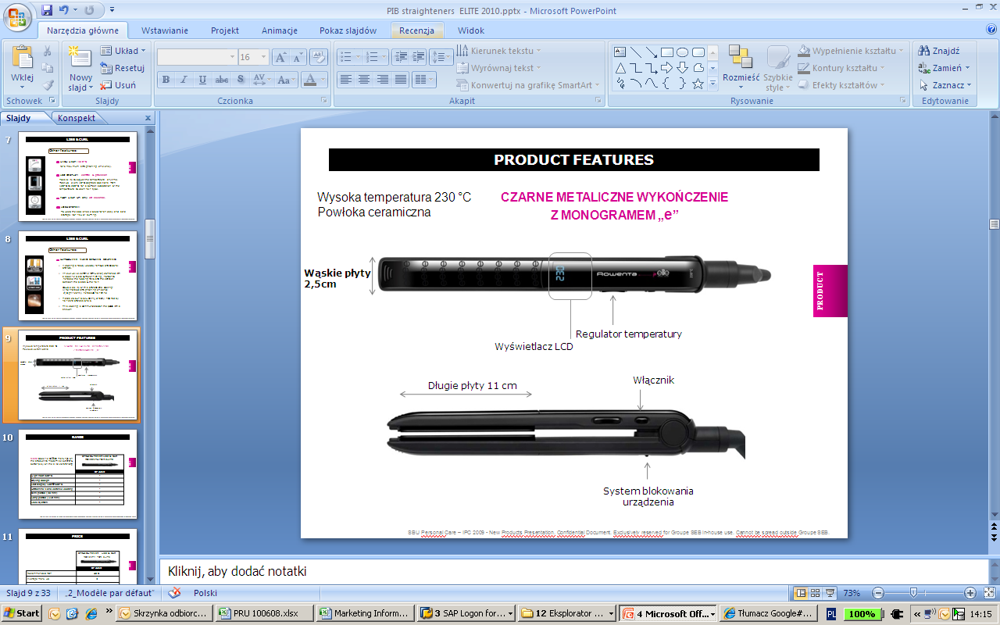 PIB straighteners ELITE 2010.pptx - Microsoft PowerPoint
Narzędzia główne Wstawianie Projekt Animacje Pokaz slajdów Recenzja Widok
Wklej
Nowy slajd
Układ
Resetuj
Usuń
16
B I U abc S AV Aa A
Kierunek tekstu
Wyrównaj tekst
Konwertuj na grafikę SmartArt
Rozmieść
Szybkie style
Wypełnienie kształtu
Kontury kształtu
Efekty kształtów
Znajdź
Zamień
Zaznacz
Schowek Slajdy Czcionka Akapit Rysowanie Edytowanie
Slajdy Konspekt x
7
LISS & CURL
Other features:
8
LISS & CURL
Other features:
9
PRODUCT FEATURES
10
RANGE
11
PRICE
PRODUCT FEATURES
Wysoka temperatura 230 °C
Powłoka ceramiczna
CZARNE METALICZNE WYKOŃCZENIE
Z MONOGRAMEM „e”
Wąskie płyty
2,5cm
230
Rowenta
elite
PRODUCT
Regulator temperatury
Wyświetlacz LCD
Długie płyty 11 cm
Włącznik
System blokowania
urządzenia
SBU Personal Care – IPC 2009 - New Products Presentation. Confidential Document. Exclusively reserved for Groupe SEB in-house use. Cannot be spread outside Groupe SEB.
Kliknij, aby dodać notatki
Slajd 9 z 33 „2_Modèle par défaut” Polski 73%
Start
Skrzynka odbiorc...
PRU 100608.xlsx
Marketing Inform...
3 SAP Logon for...
12 Eksplorator ...
4 Microsoft Off...
Tłumacz Google#...
PL
100%
14:15